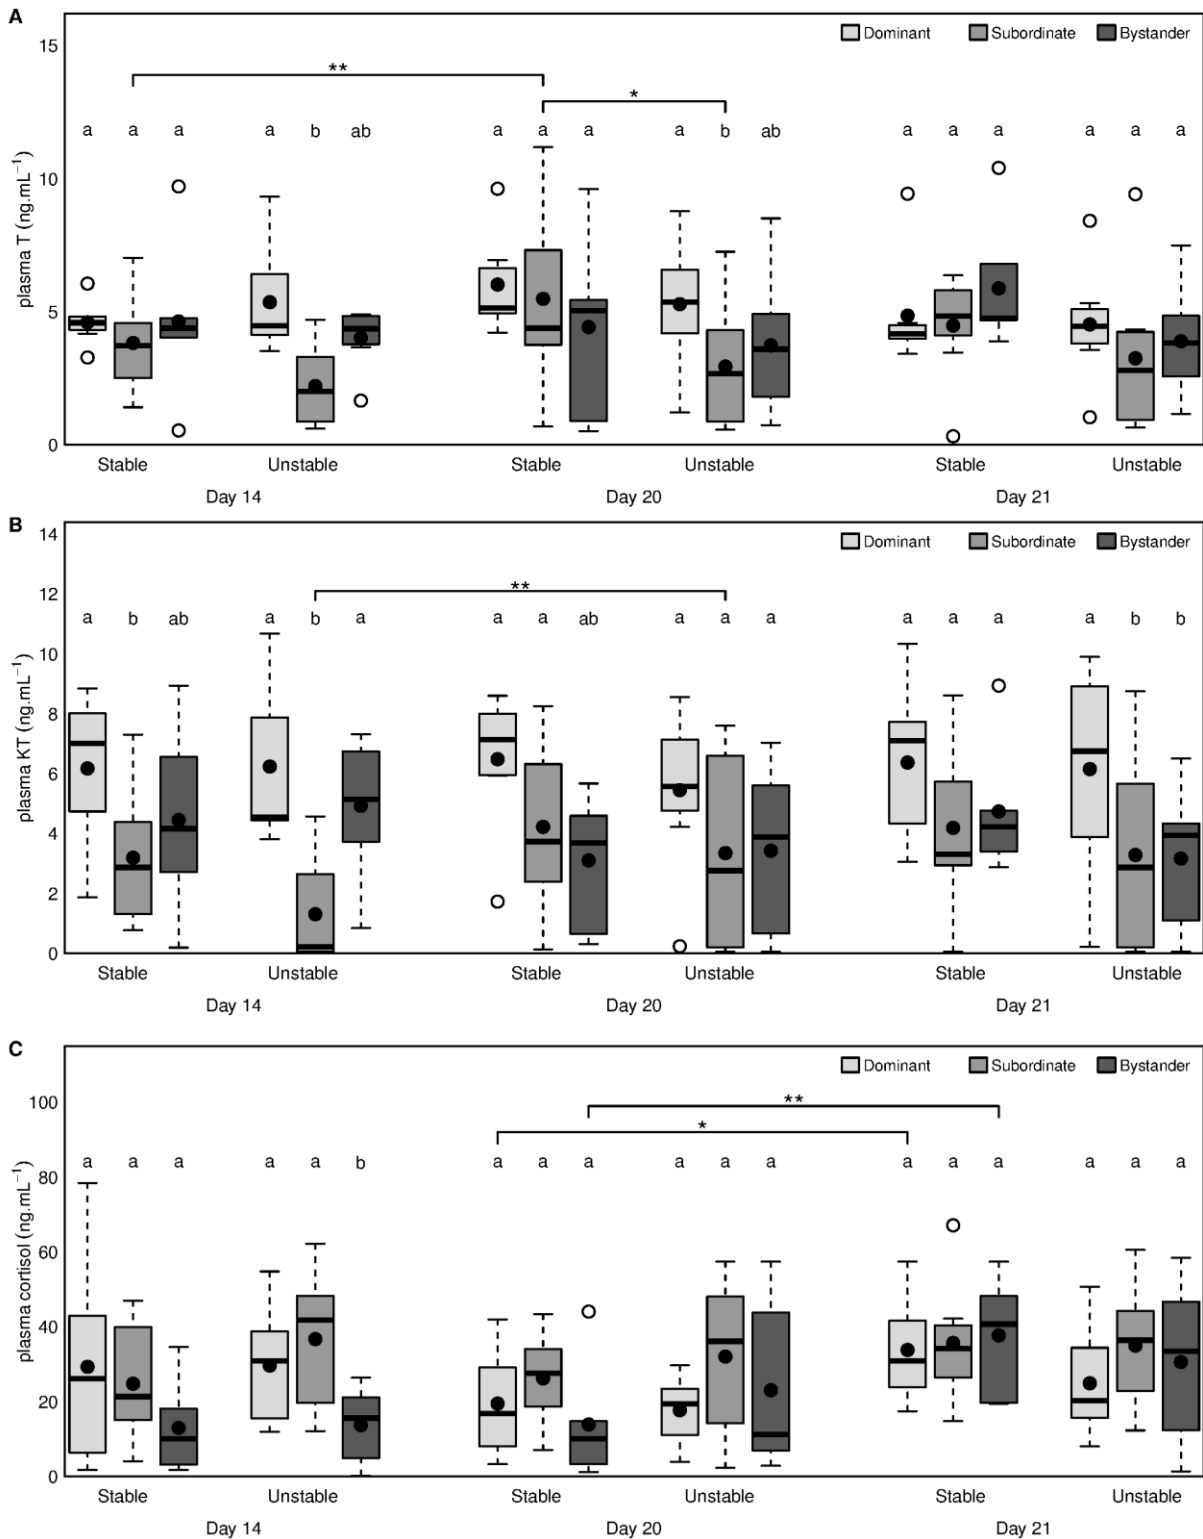 A
Dominant Subordinate Bystander
15
** 
*
a a a a b ab a a a a b ab a a a a a a
10
5
0
plasma T (ng.mL−1)
Stable Unstable Stable Unstable Stable Unstable
Day 14 Day 20 Day 21
B
14
Dominant Subordinate Bystander
12
**
a b ab a b a a a ab a a a a a a a b b
10
8
6
4
2
0
plasma KT (ng.mL−1)
Stable Unstable Stable Unstable Stable Unstable
Day 14 Day 20 Day 21
C
Dominant Subordinate Bystander
100
**
*
a a a a a b a a a a a a a a a a a a
80
60
40
20
0
plasma cortisol (ng.mL−1)
Stable Unstable Stable Unstable Stable Unstable
Day 14 Day 20 Day 21